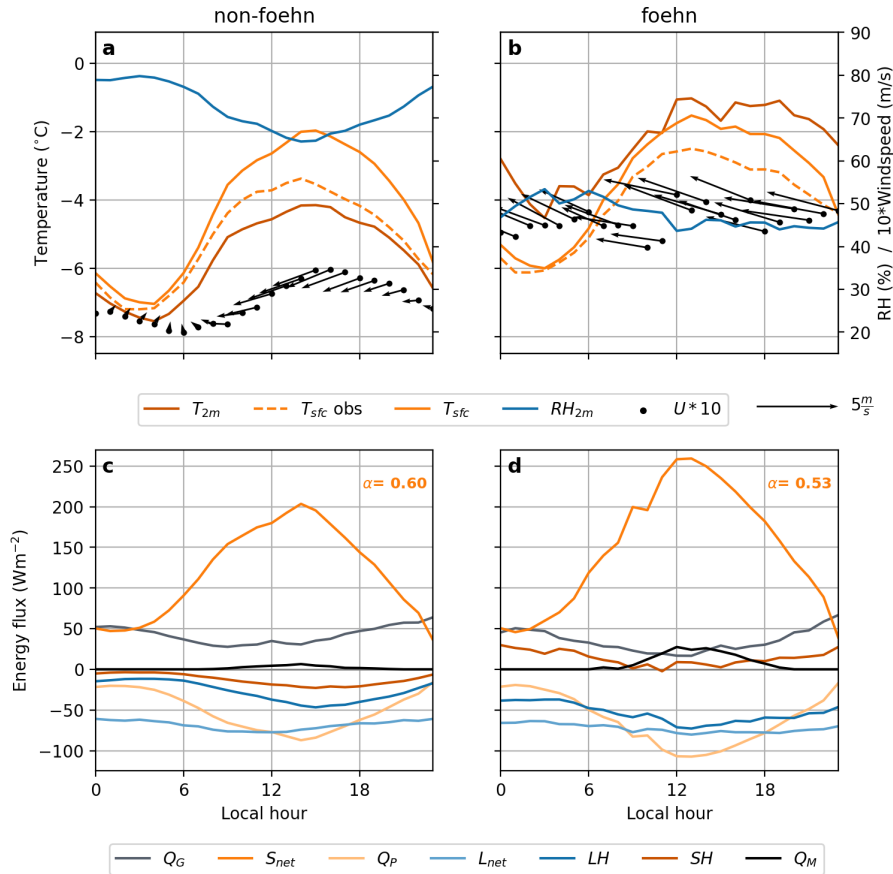 non-foehn
foehn
a
b
0
−2
−4
−6
−8
Temperature (°C)
90
80
70
60
50
40
30
20
RH (%) / 10*Windspeed (m/s)
T2m
Tsfc obs
Tsfc
RH2m
U * 10
5 m/s
c
d
α= 0.60
α= 0.53
250
200
150
100
50
0
−50
−100
Energy flux (Wm−2)
0 6 12 18
0 6 12 18
Local hour
Local hour
QG
Snet
QP
Lnet
LH
SH
QM